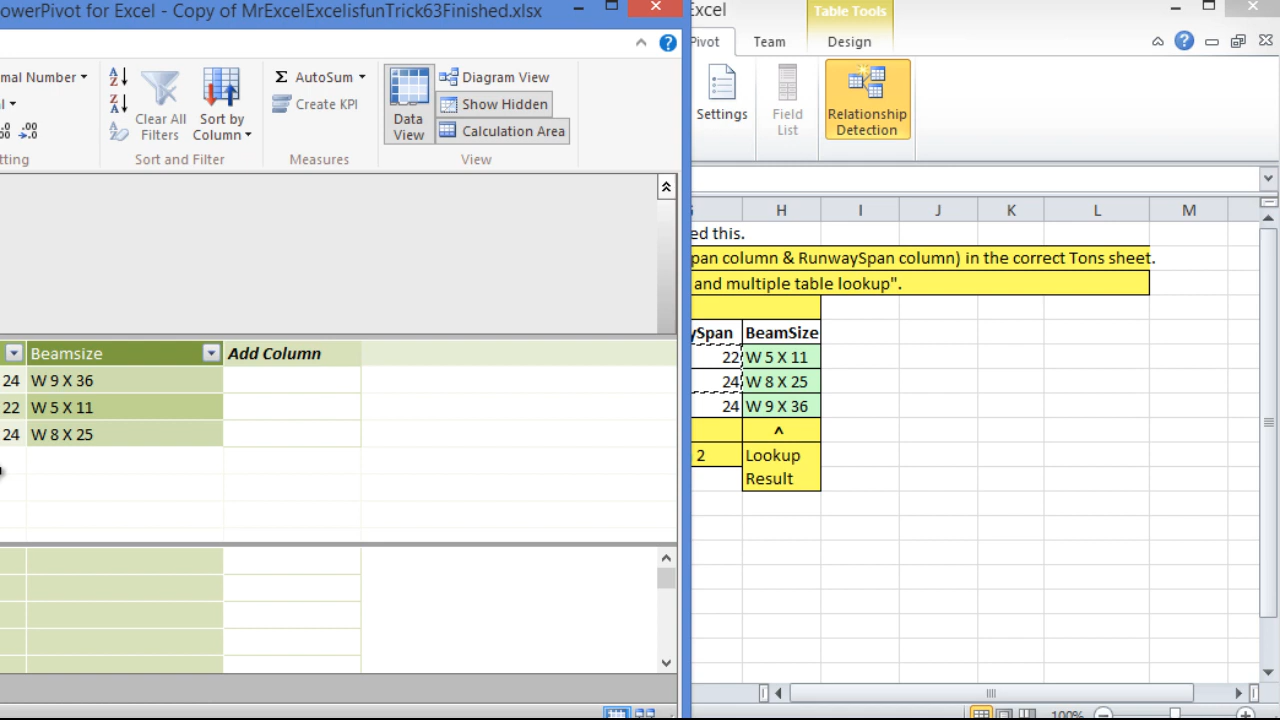 owerPivot for Excel - Copy of MrExcelExcelisfunTrick63Finished.xlsx
mal Number
AutoSum
Diagram View
Create KPI
Show Hidden
Clear All
Filters
Sort by
Column
Data
View
Calculation Area
tting
Sort and Filter
Measures
View
Beamsize
Add Column
24 W 9 X 36
22 W 5 X 11
24 W 8 X 25
Excel
Table Tools
Pivot
Team
Design
Settings
Field
List
Relationship
Detection
H I J K L M
ed this.
pan column & RunwaySpan column) in the correct Tons sheet.
and multiple table lookup".
ySpan BeamSize
22 W 5 X 11
24 W 8 X 25
24 W 9 X 36
^
2 Lookup
Result
100%